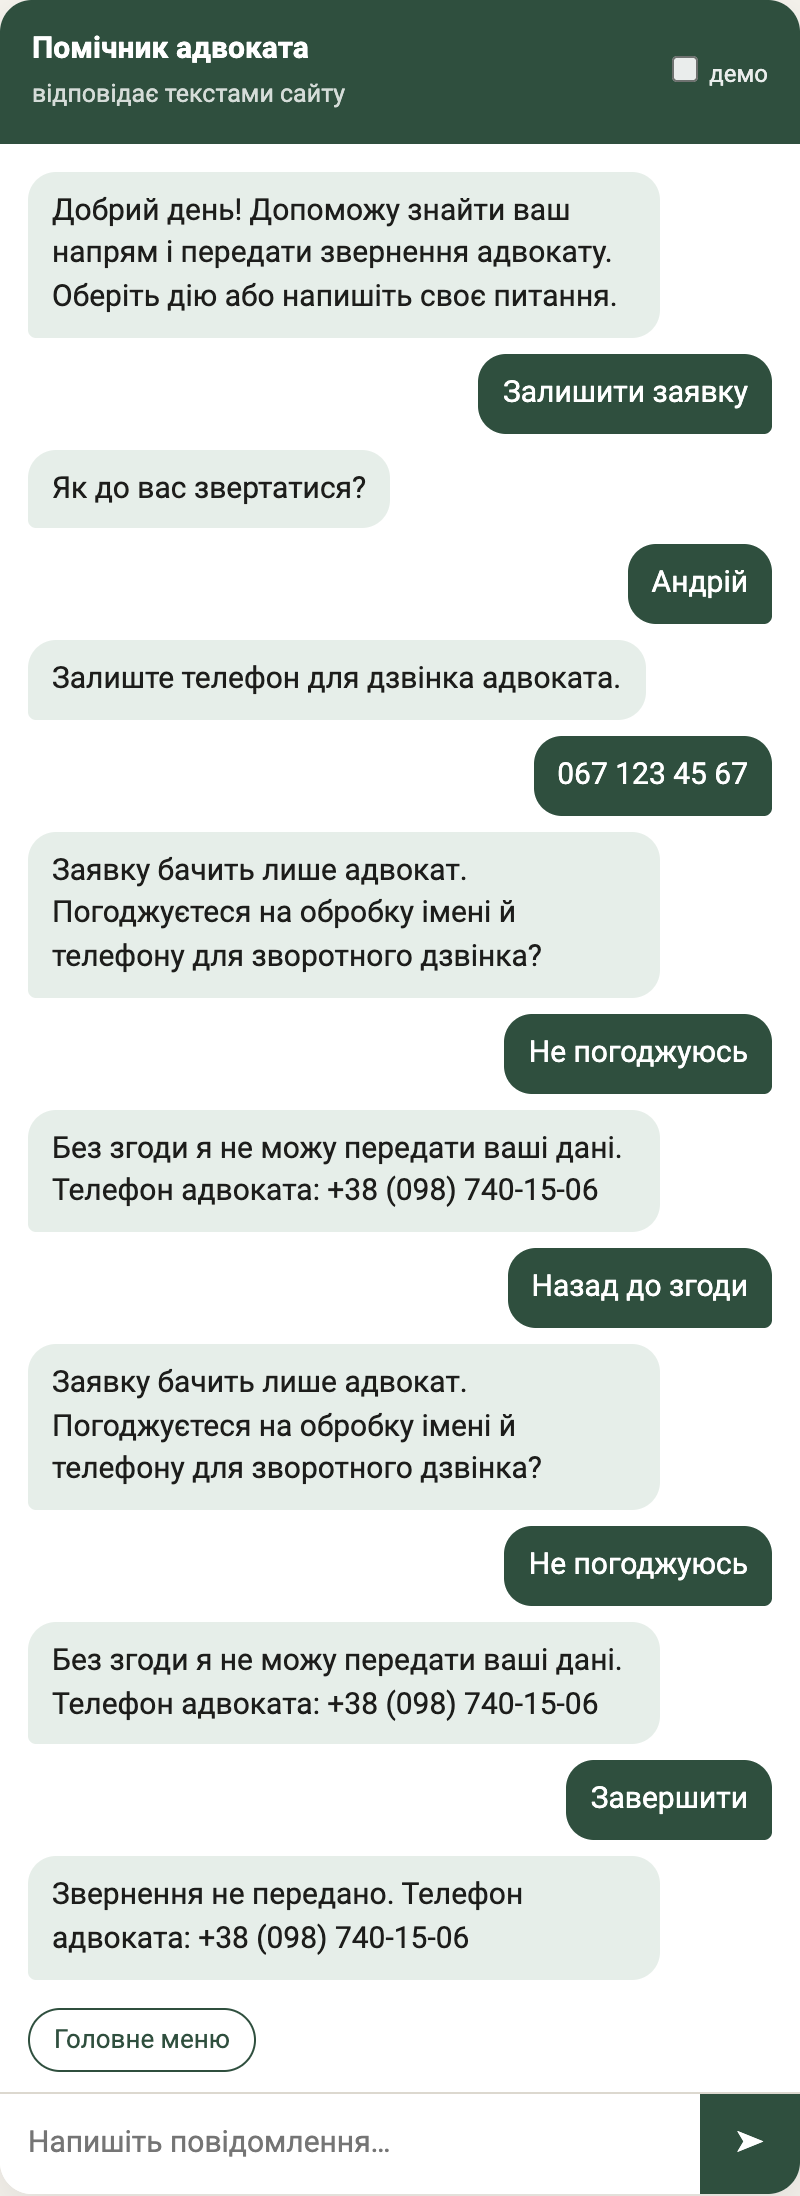 Помічник адвоката
відповідає текстами сайту
демо
Добрий день! Допоможу знайти ваш
напрям і передати звернення адвокату.
Оберіть дію або напишіть своє питання.
Залишити заявку
Як до вас звертатися?
Андрій
Залиште телефон для дзвінка адвоката.
067 123 45 67
Заявку бачить лише адвокат.
Погоджуєтеся на обробку імені й
телефону для зворотного дзвінка?
Не погоджуюсь
Без згоди я не можу передати ваші дані.
Телефон адвоката: +38 (098) 740-15-06
Назад до згоди
Заявку бачить лише адвокат.
Погоджуєтеся на обробку імені й
телефону для зворотного дзвінка?
Не погоджуюсь
Без згоди я не можу передати ваші дані.
Телефон адвоката: +38 (098) 740-15-06
Завершити
Звернення не передано. Телефон
адвоката: +38 (098) 740-15-06
Головне меню
Напишіть повідомлення...